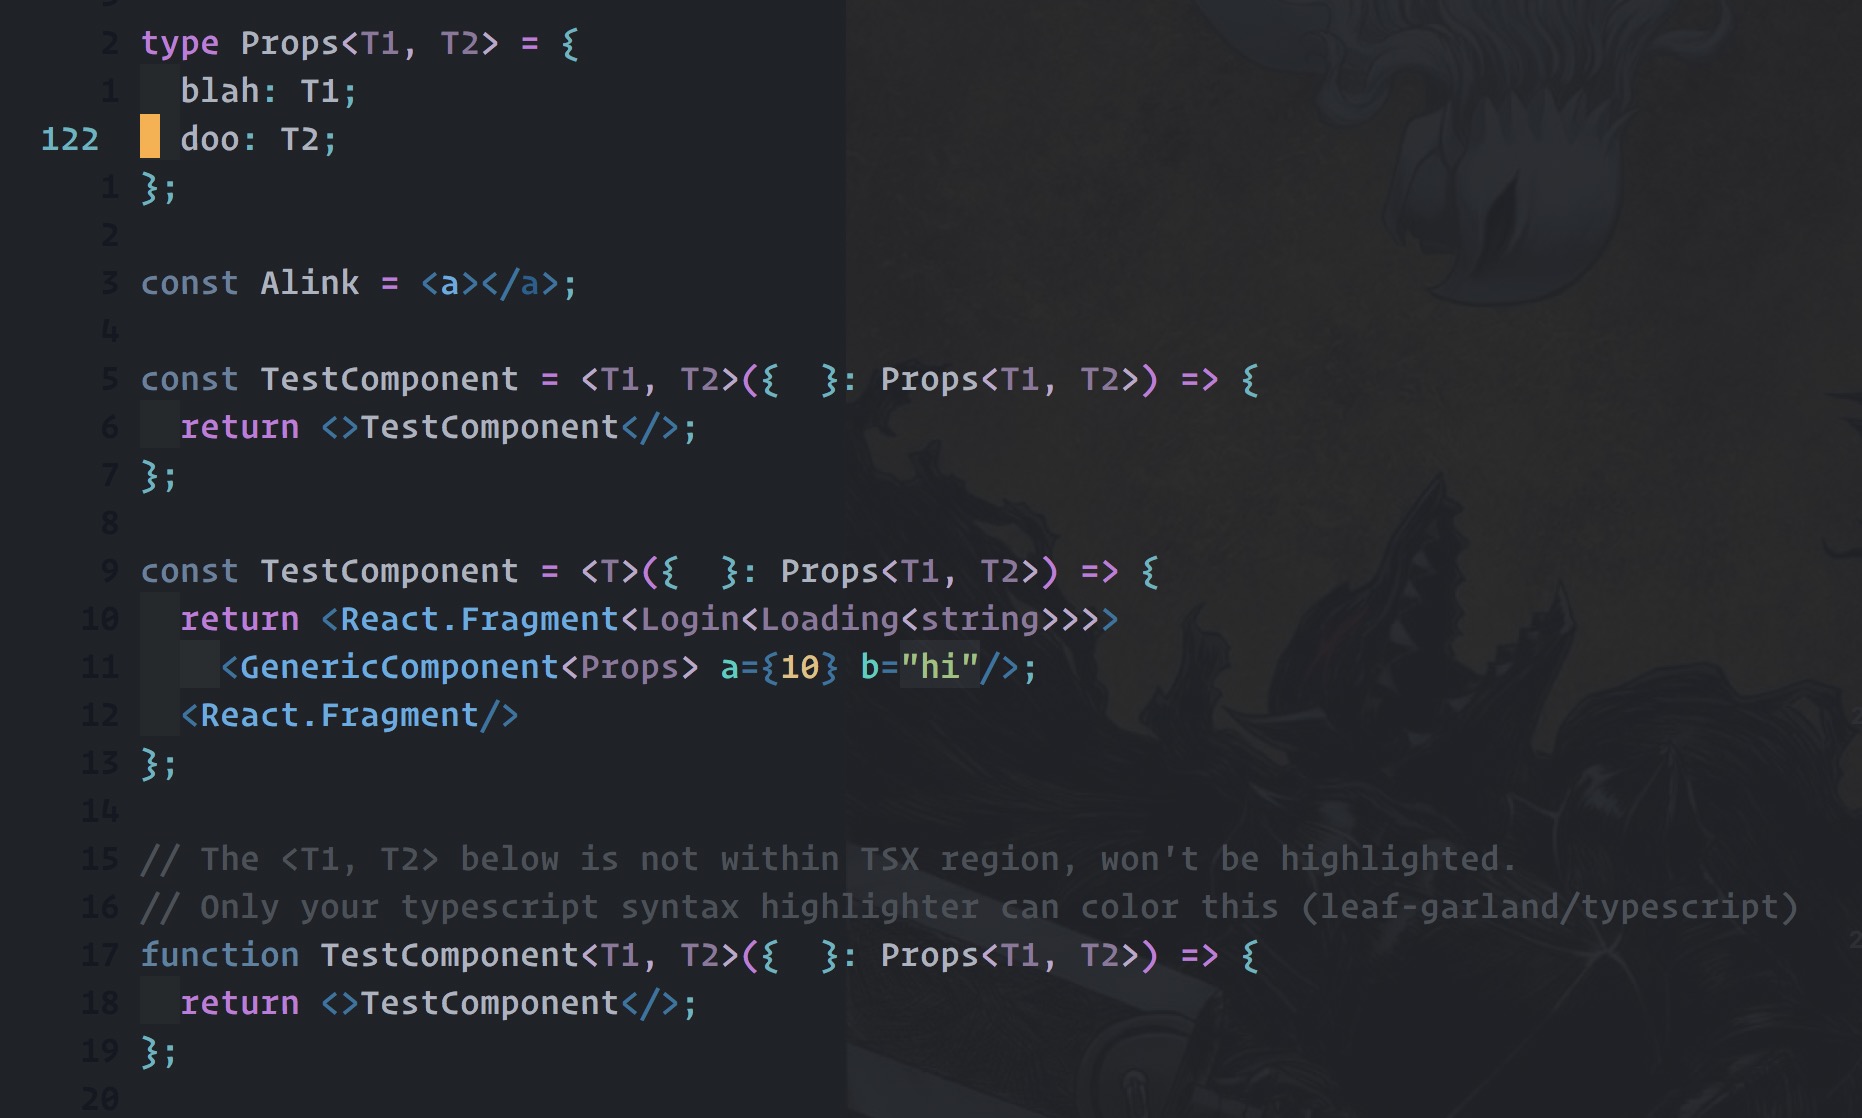 2 type Props<T1, T2> = {
1   blah: T1;
122   doo: T2;
1 };
2
3 const Alink = <a></a>;
4
5 const TestComponent = <T1, T2>({  }: Props<T1, T2>) => {
6   return <>TestComponent</>;
7 };
8
9 const TestComponent = <T>({  }: Props<T1, T2>) => {
10   return <React.Fragment<Login<Loading<string>>>>
11     <GenericComponent<Props> a={10} b="hi"/>;
12   <React.Fragment/>
13 };
14
15 // The <T1, T2> below is not within TSX region, won't be highlighted.
16 // Only your typescript syntax highlighter can color this (leaf-garland/typescript)
17 function TestComponent<T1, T2>({  }: Props<T1, T2>) => {
18   return <>TestComponent</>;
19 };
20